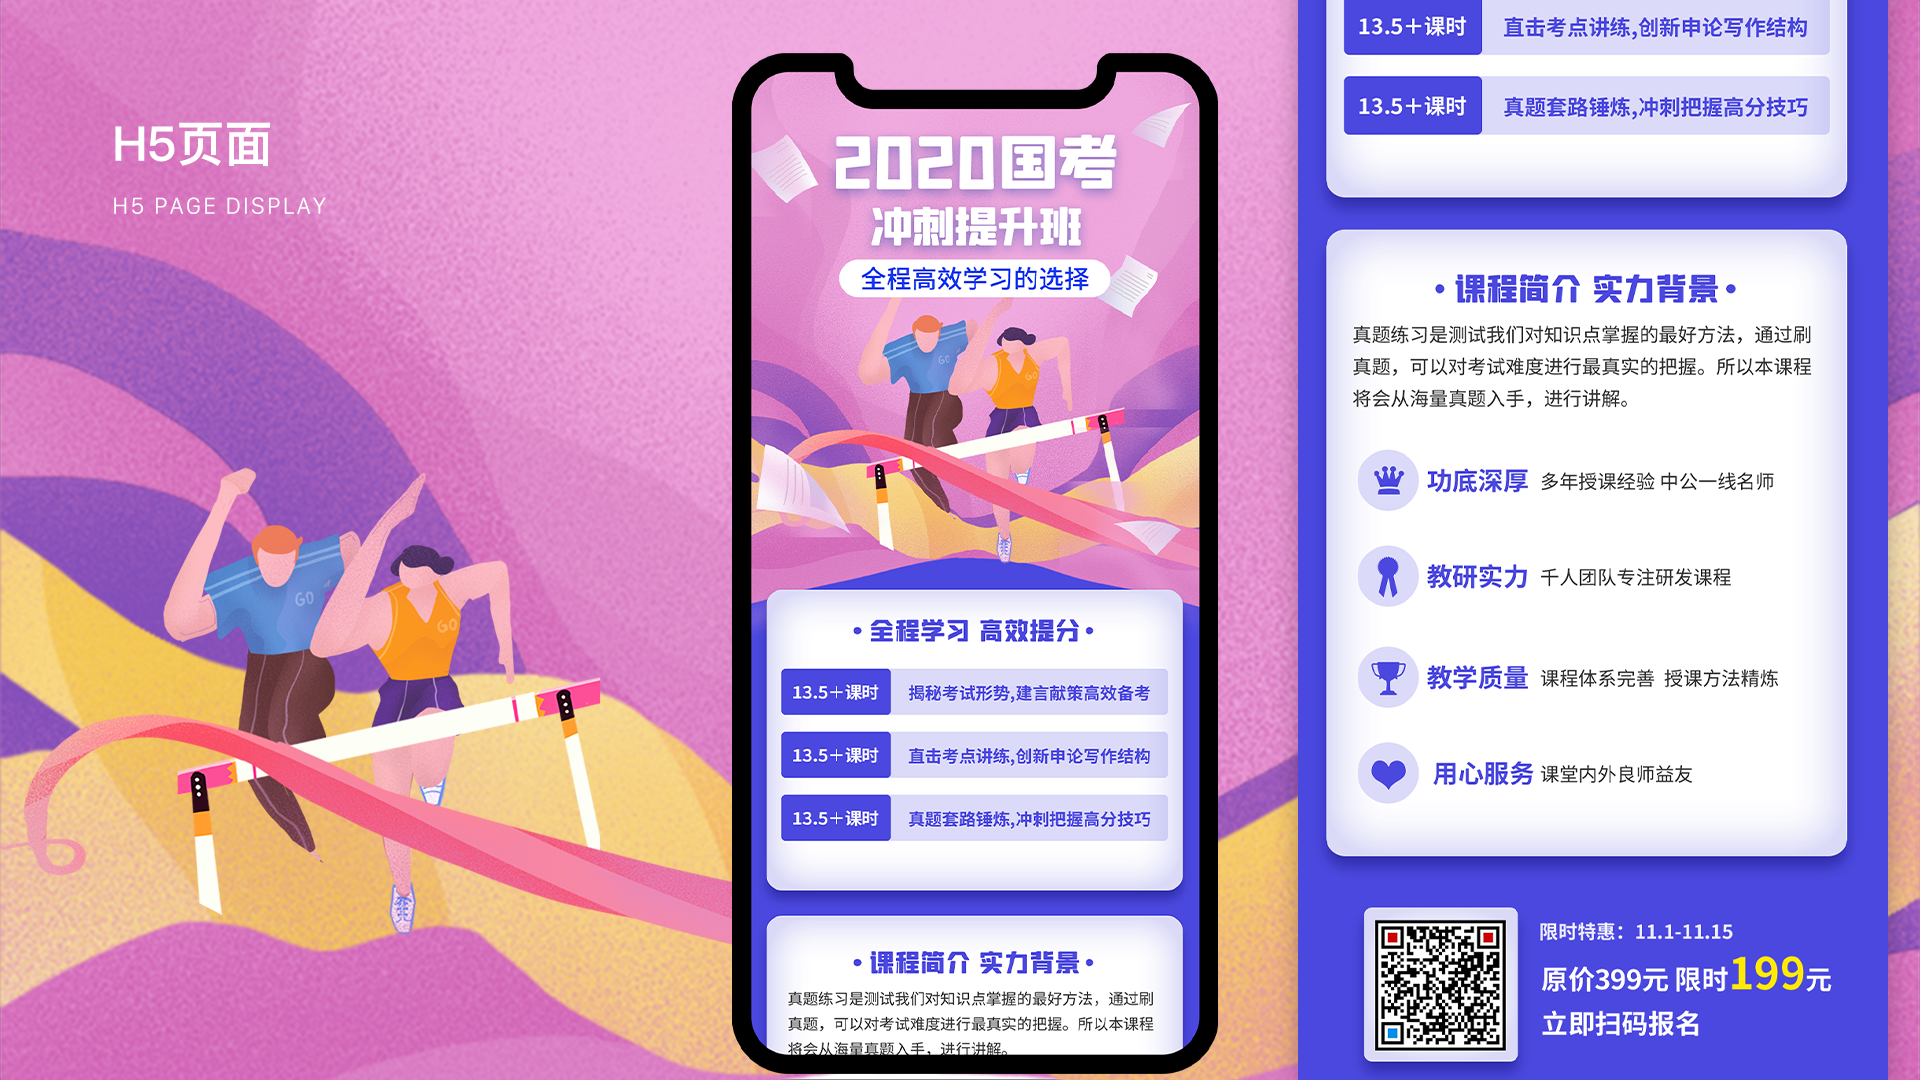 H5页面
H5 PAGE DISPLAY
GO
GO
2020国考
冲刺提升班
全程高效学习的选择
GO
GO
•全程学习 高效提分•
13.5+课时 揭秘考试形势,建言献策高效备考
13.5+课时 直击考点讲练,创新申论写作结构
13.5+课时 真题套路锤炼,冲刺把握高分技巧
•课程简介 实力背景•
真题练习是测试我们对知识点掌握的最好方法，通过刷
真题，可以对考试难度进行最真实的把握。所以本课程
将会从海量真题入手，进行讲解。
13.5+课时 直击考点讲练,创新申论写作结构
13.5+课时 真题套路锤炼,冲刺把握高分技巧
•课程简介 实力背景•
真题练习是测试我们对知识点掌握的最好方法，通过刷
真题，可以对考试难度进行最真实的把握。所以本课程
将会从海量真题入手，进行讲解。
功底深厚 多年授课经验 中公一线名师
教研实力 千人团队专注研发课程
教学质量 课程体系完善 授课方法精炼
用心服务 课堂内外良师益友
限时特惠：11.1-11.15
原价399元 限时199元
立即扫码报名